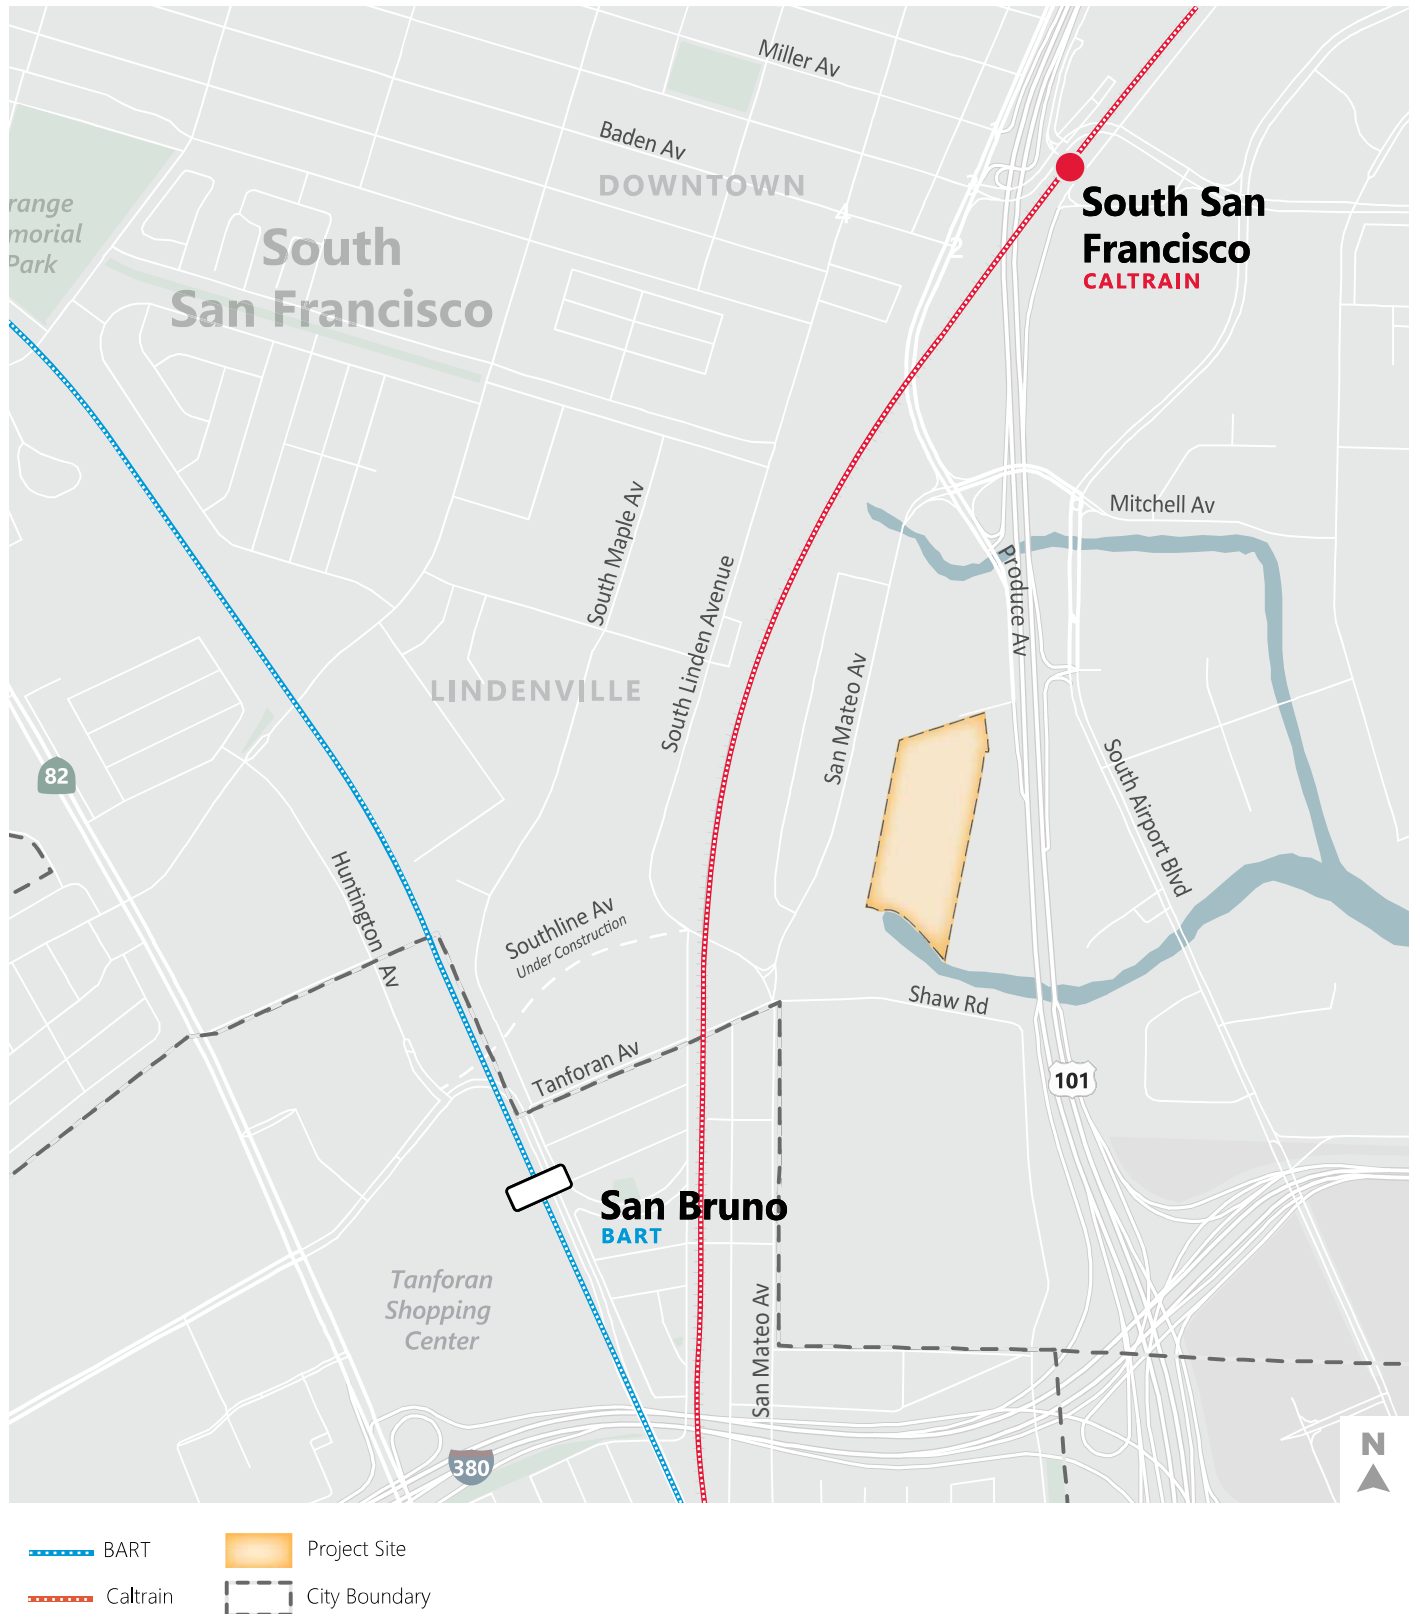 Miller Av
Baden Av
DOWNTOWN
4
2
South San
Francisco
CALTRAIN
range
morial
Park
South
San Francisco
Mitchell Av
South Maple Av
South Linden Avenue
Produce Av
San Mateo Av
LINDENVILLE
82
South Airport Blvd
Huntington Av
Southline Av
Under Construction
Shaw Rd
Tanforan Av
101
San Bruno
BART
Tanforan
Shopping
Center
San Mateo Av
380
N
BART
Project Site
Caltrain
City Boundary